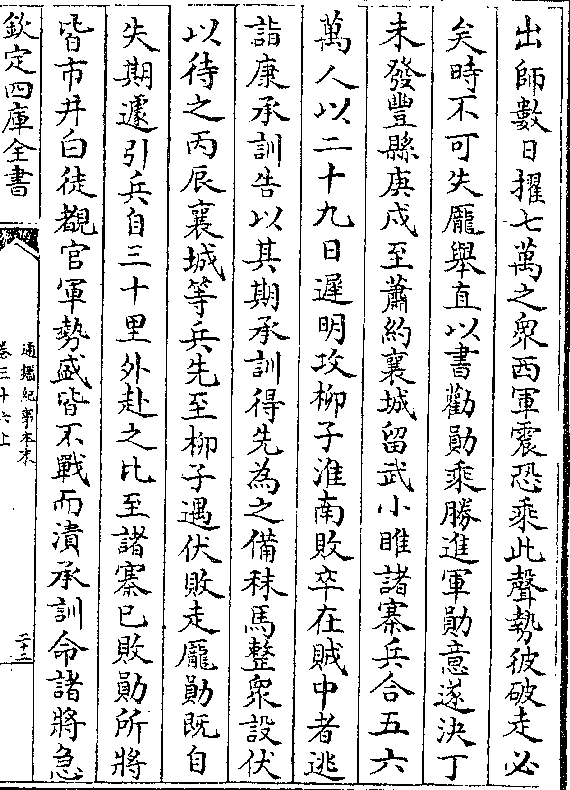 出師數日摧七萬之衆西軍震恐乘此聲勢彼破走必
矣時不可失龐舉直以書勸勛乘勝進軍勛意遂決丁
未發豐縣庚戍至蕭約襄城留武小睢諸寨兵合五六
萬人以二十九日遲明攻柳子淮南敗卒在賊中者逃
詣康承訓告以其期承訓得先為之備秣馬整衆設伏
以待之丙辰襄城等兵先至柳子遇伏敗走龐勛既自
失期遽引兵自三十里外赴之比至諸寨已敗勛所將
皆市井白徒覩官軍勢盛皆不戰而潰承訓命諸將急
欽定四庫全書
通鑑紀事本末
卷三十六上
二十二